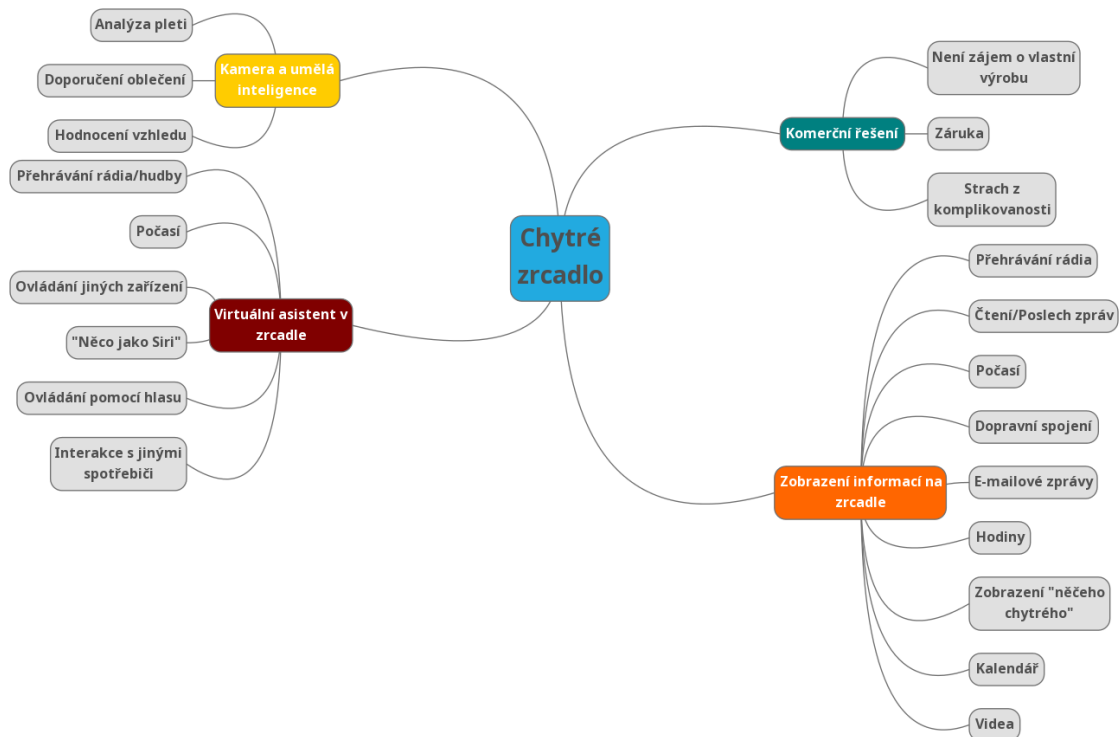 Chytré
zrcadlo
Kamera a umělá
inteligence
Analýza pleti
Doporučení oblečení
Hodnocení vzhledu
Virtuální asistent v
zrcadle
Přehrávání rádia/hudby
Počasí
Ovládání jiných zařízení
"Něco jako Siri"
Ovládání pomocí hlasu
Interakce s jinými
spotřebiči
Komerční řešení
Není zájem o vlastní
výrobu
Záruka
Strach z
komplikovanosti
Zobrazení informací na
zrcadle
Přehrávání rádia
Čtení/Poslech zpráv
Počasí
Dopravní spojení
E-mailové zprávy
Hodiny
Zobrazení "něčeho
chytrého"
Kalendář
Videa